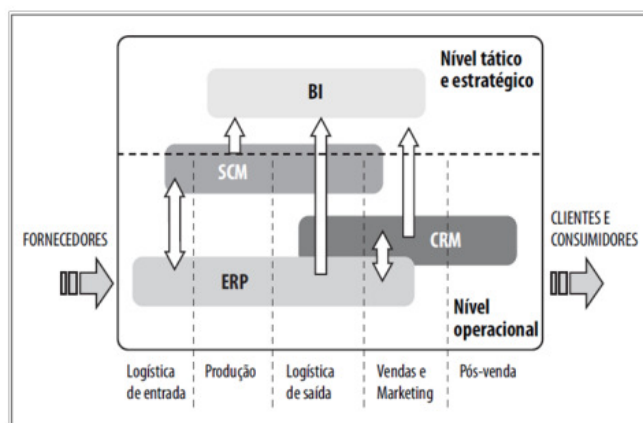 Nível tático
e estratégico
BI
SCM
FORNECEDORES
CLIENTES E
CONSUMIDORES
CRM
ERP
Nível
operacional
Logística
de entrada
Produção
Logística
de saída
Vendas e
Marketing
Pós-venda